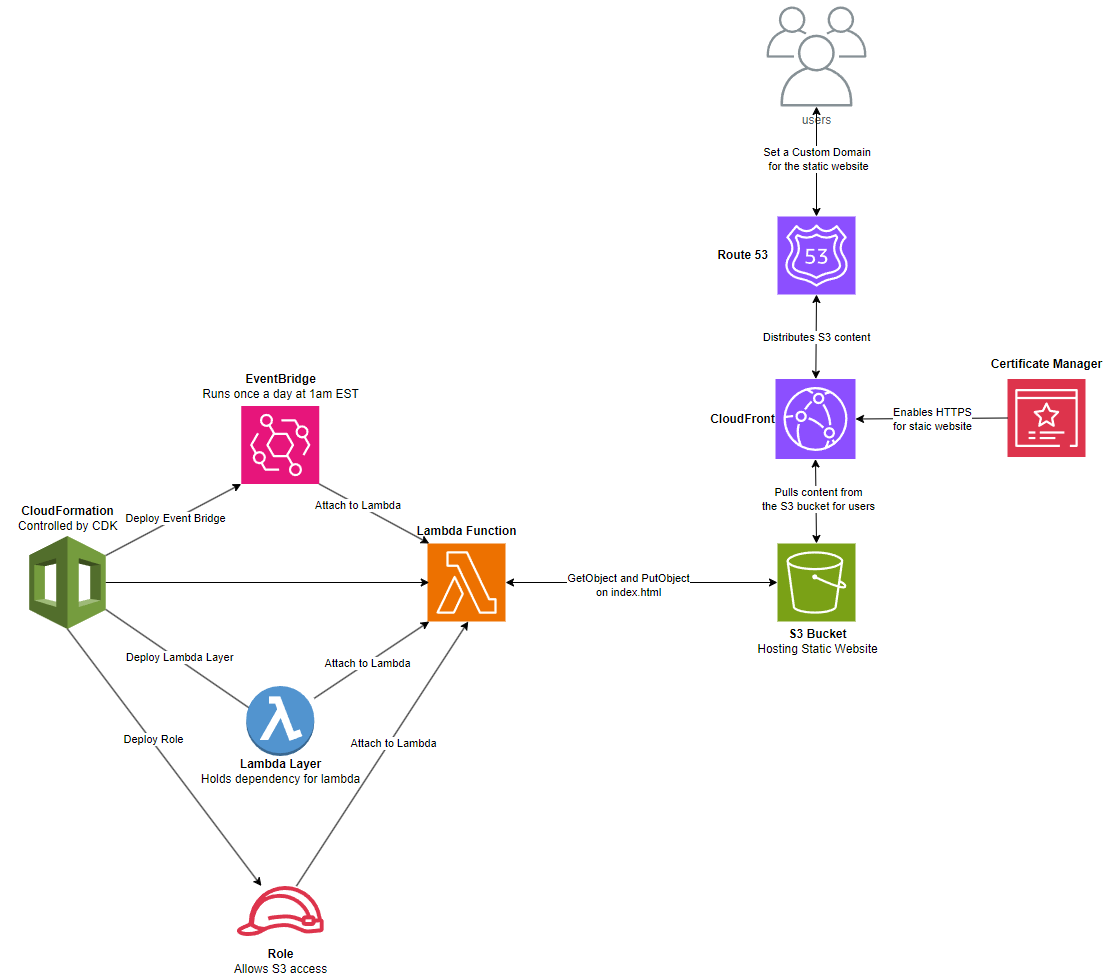 users
Set a Custom Domain
for the static website
Route 53
53
Distributes S3 content
Certificate Manager
CloudFront
Enables HTTPS
for staic website
Pulls content from
the S3 bucket for users
EventBridge
Runs once a day at 1am EST
CloudFormation
Controlled by CDK
Deploy Event Bridge
Attach to Lambda
Lambda Function
GetObject and PutObject
on index.html
S3 Bucket
Hosting Static Website
Deploy Lambda Layer
Attach to Lambda
Lambda Layer
Holds dependency for lambda
Deploy Role
Attach to Lambda
Role
Allows S3 access